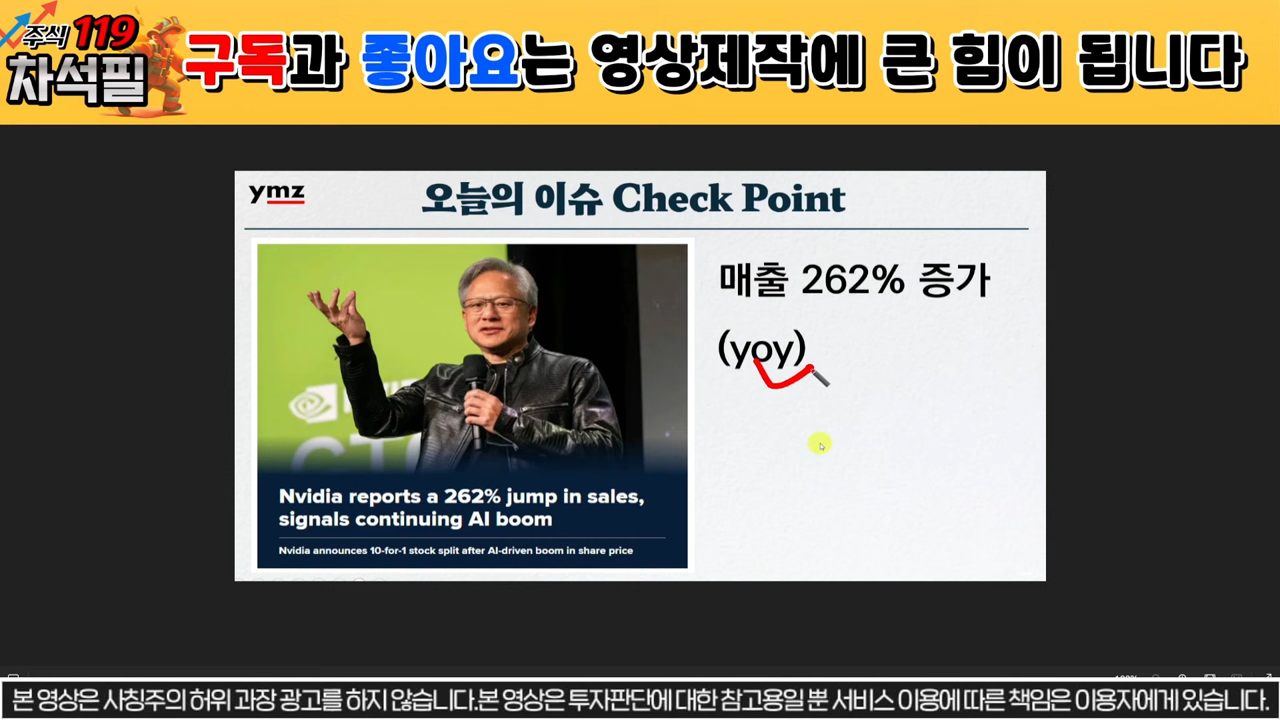 주식 119
차석필
구독과 좋아요는 영상제작에 큰 힘이 됩니다
ymz
오늘의 이슈 Check Point
매출 262% 증가
(yoy)
Nvidia reports a 262% jump in sales,
signals continuing AI boom
Nvidia announces 10-for-1 stock split after AI-driven boom in share price
본 영상은 사칭주의 허위 과장 광고를 하지 않습니다.본 영상은 투자판단에 대한 참고용일 뿐 서비스 이용에 따른 책임은 이용자에게 있습니다.